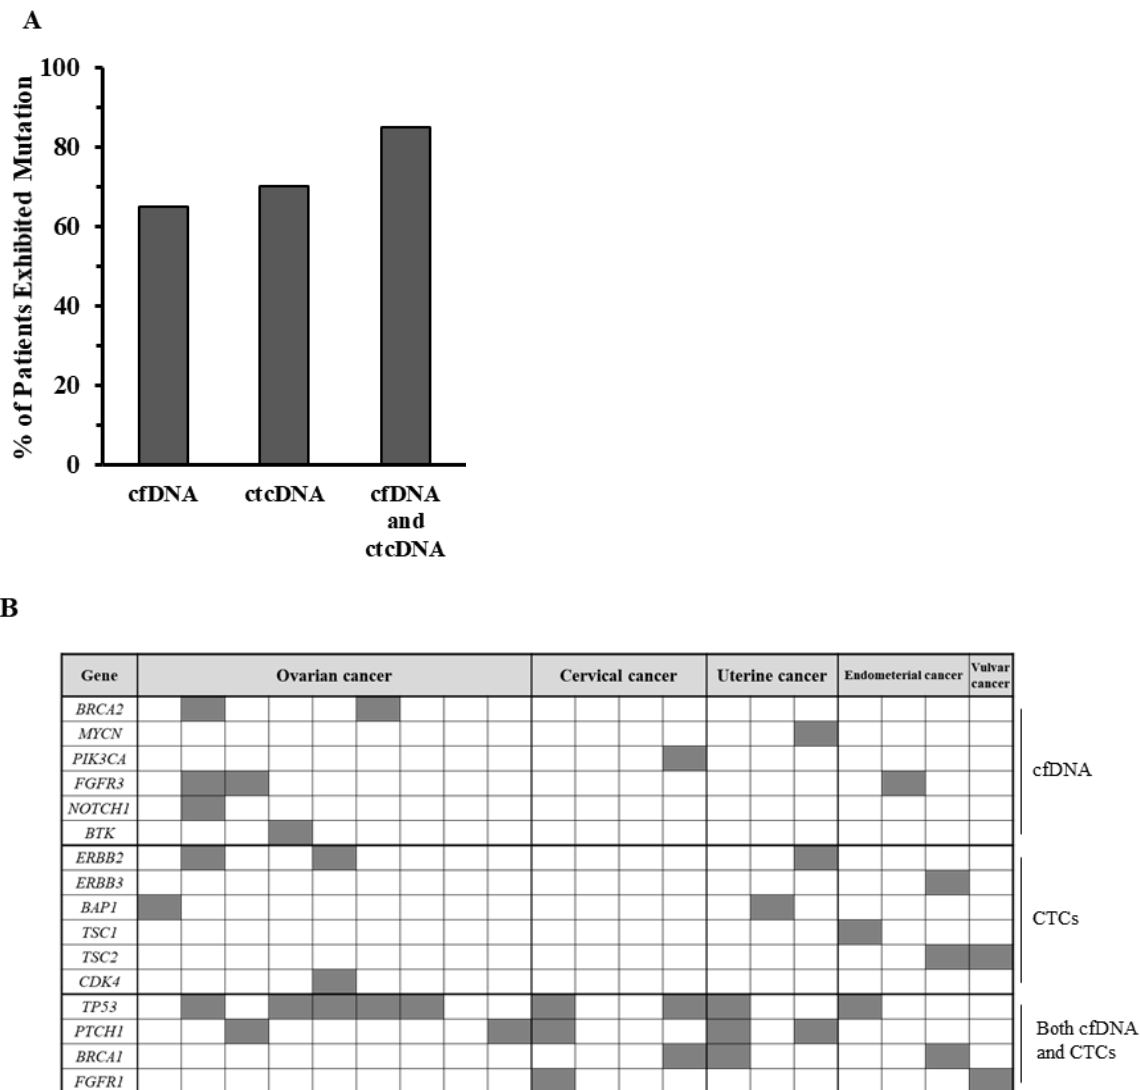 A
% of Patients Exhibited Mutation
100
80
60
40
20
0
cfDNA
ctcDNA
cfDNA
and
ctcDNA
B
Gene Ovarian cancer Cervical cancer Uterine cancer Endometerial cancer Vulvar cancer
BRCA2
MYCN
PIK3CA
FGFR3
NOTCH1
BTK
cfDNA
ERBB2
ERBB3
BAP1
TSC1
TSC2
CDK4
CTCs
TP53
PTCH1
BRCA1
FGFR1
Both cfDNA
and CTCs